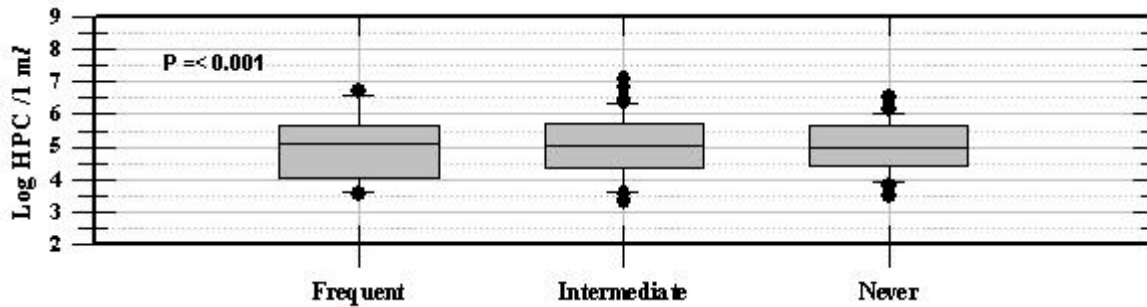 Log HPC /1 ml
9
8
7
6
5
4
3
2
P =< 0.001
Frequent Intermediate Never